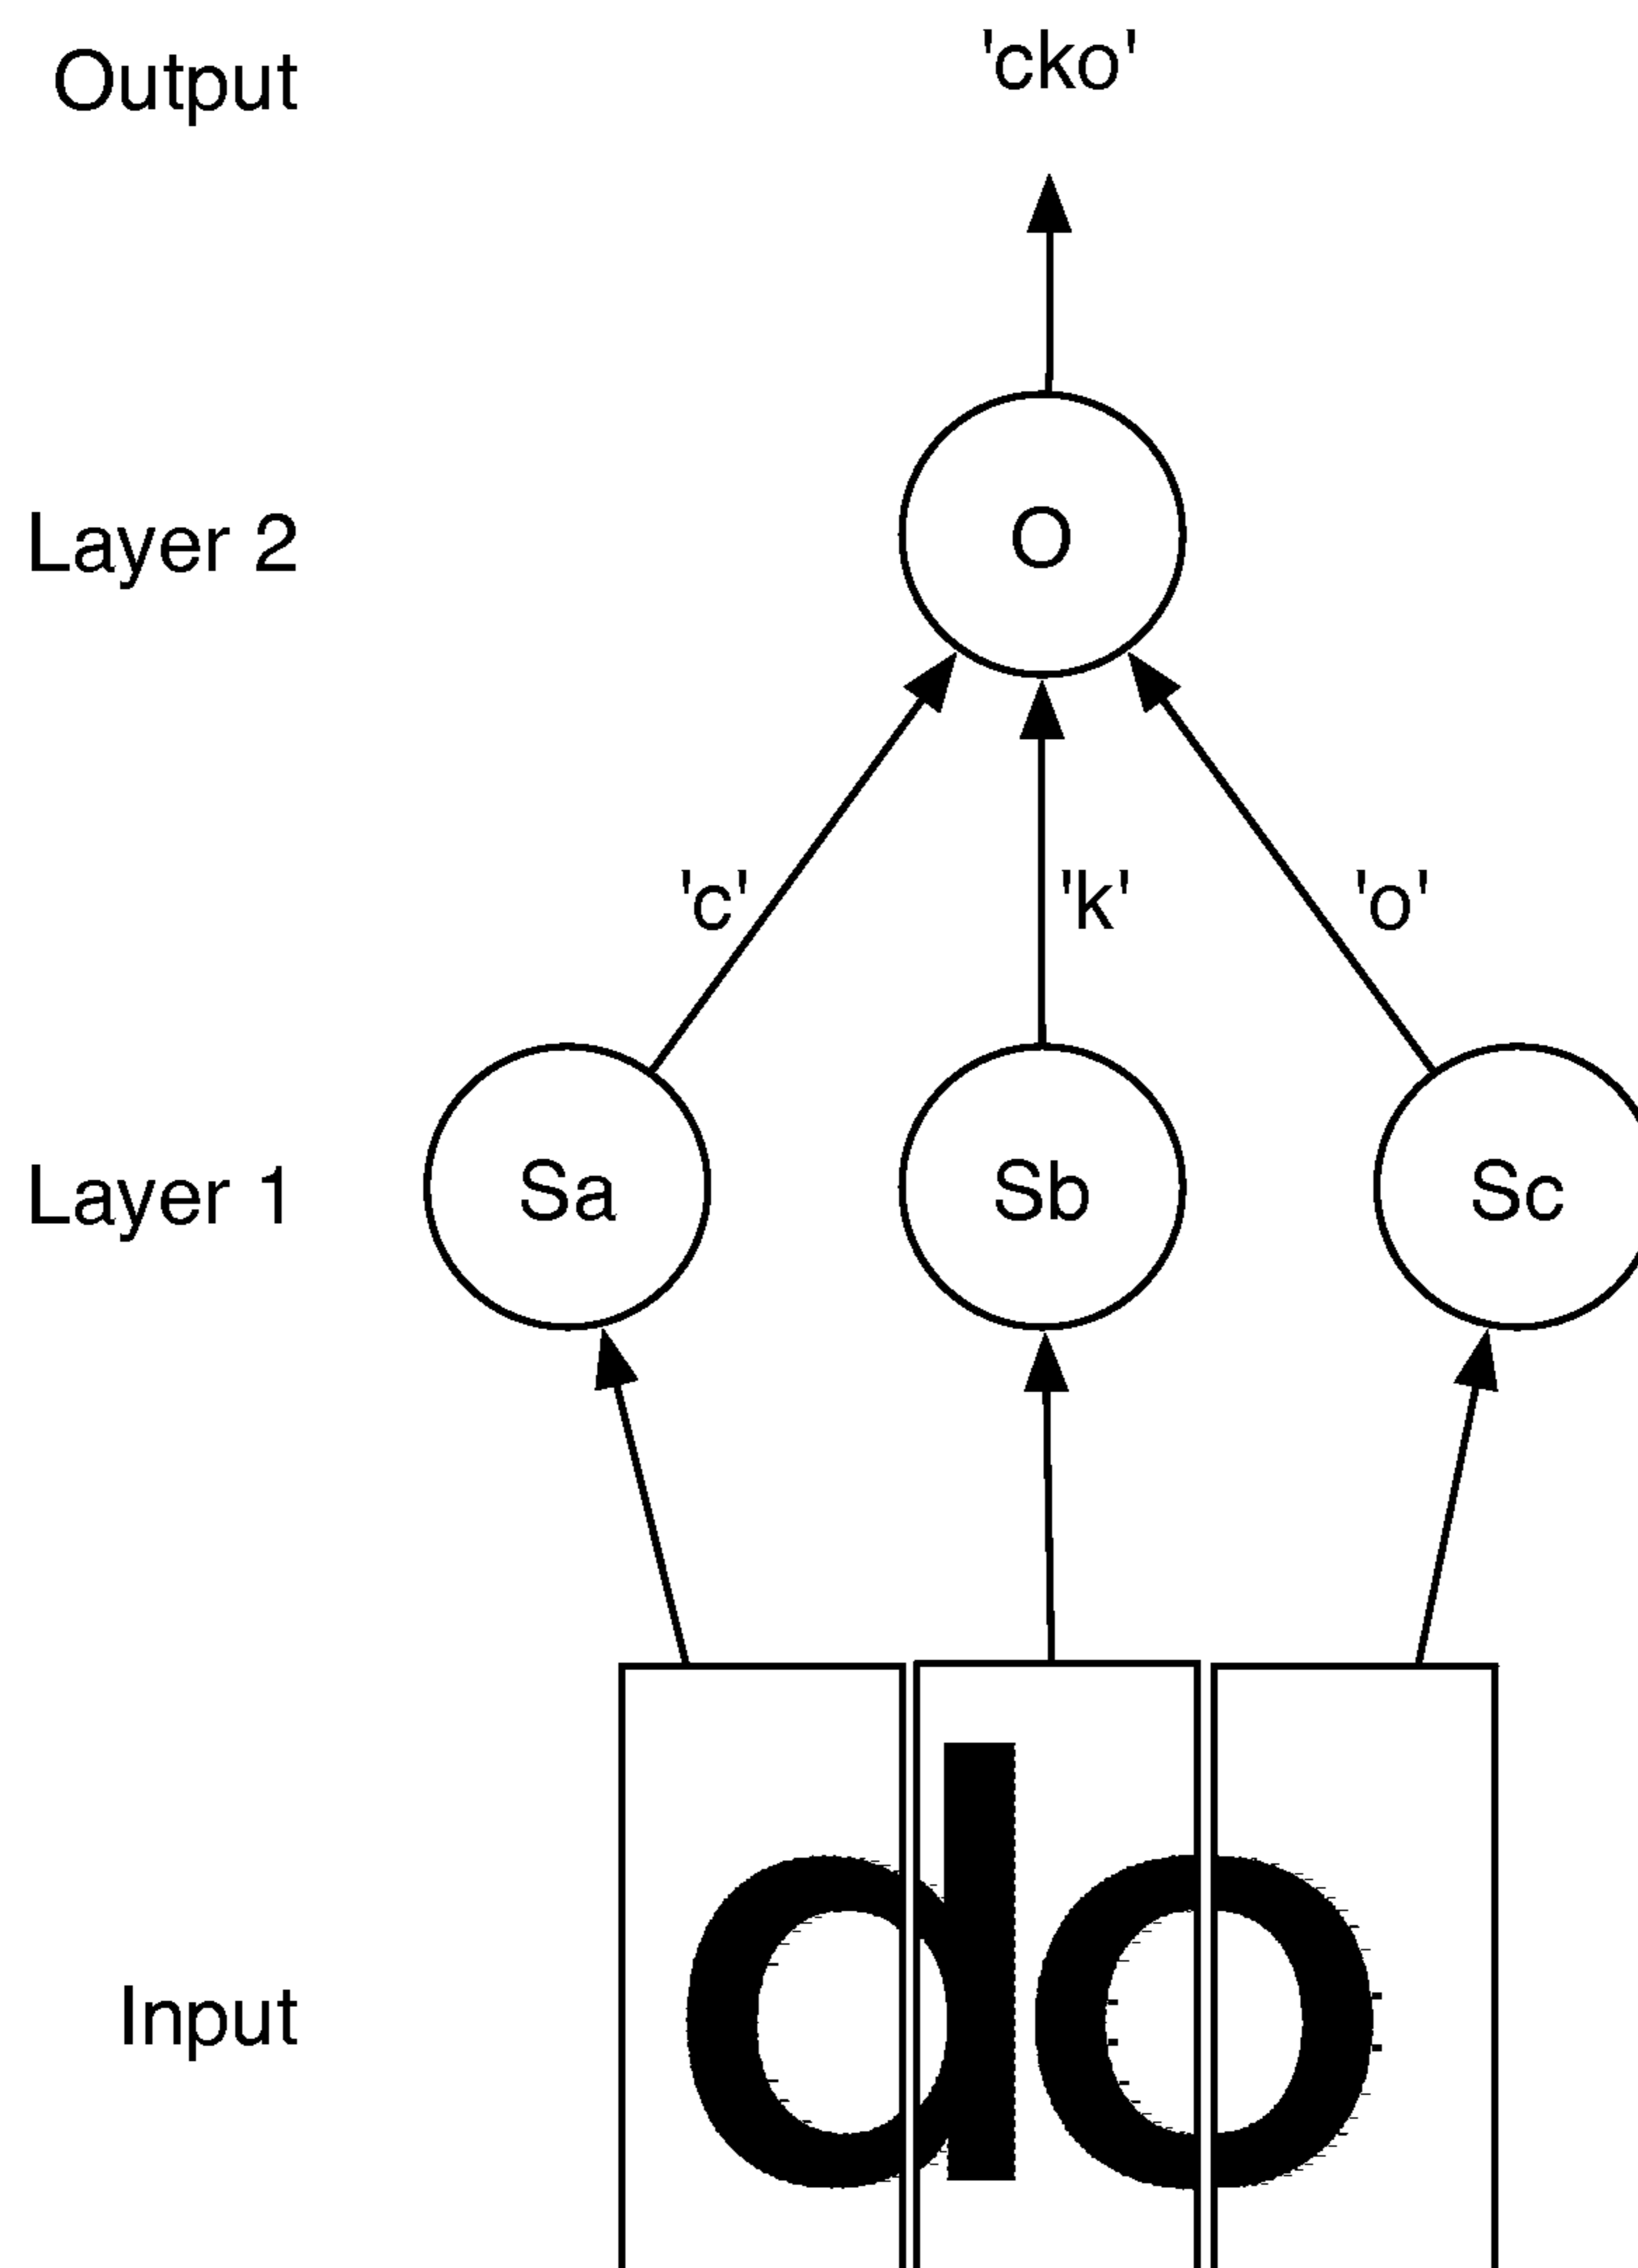 Output 'cko'
Layer 2 O
'c' 'k' 'o'
Layer 1 Sa Sb Sc
Input do